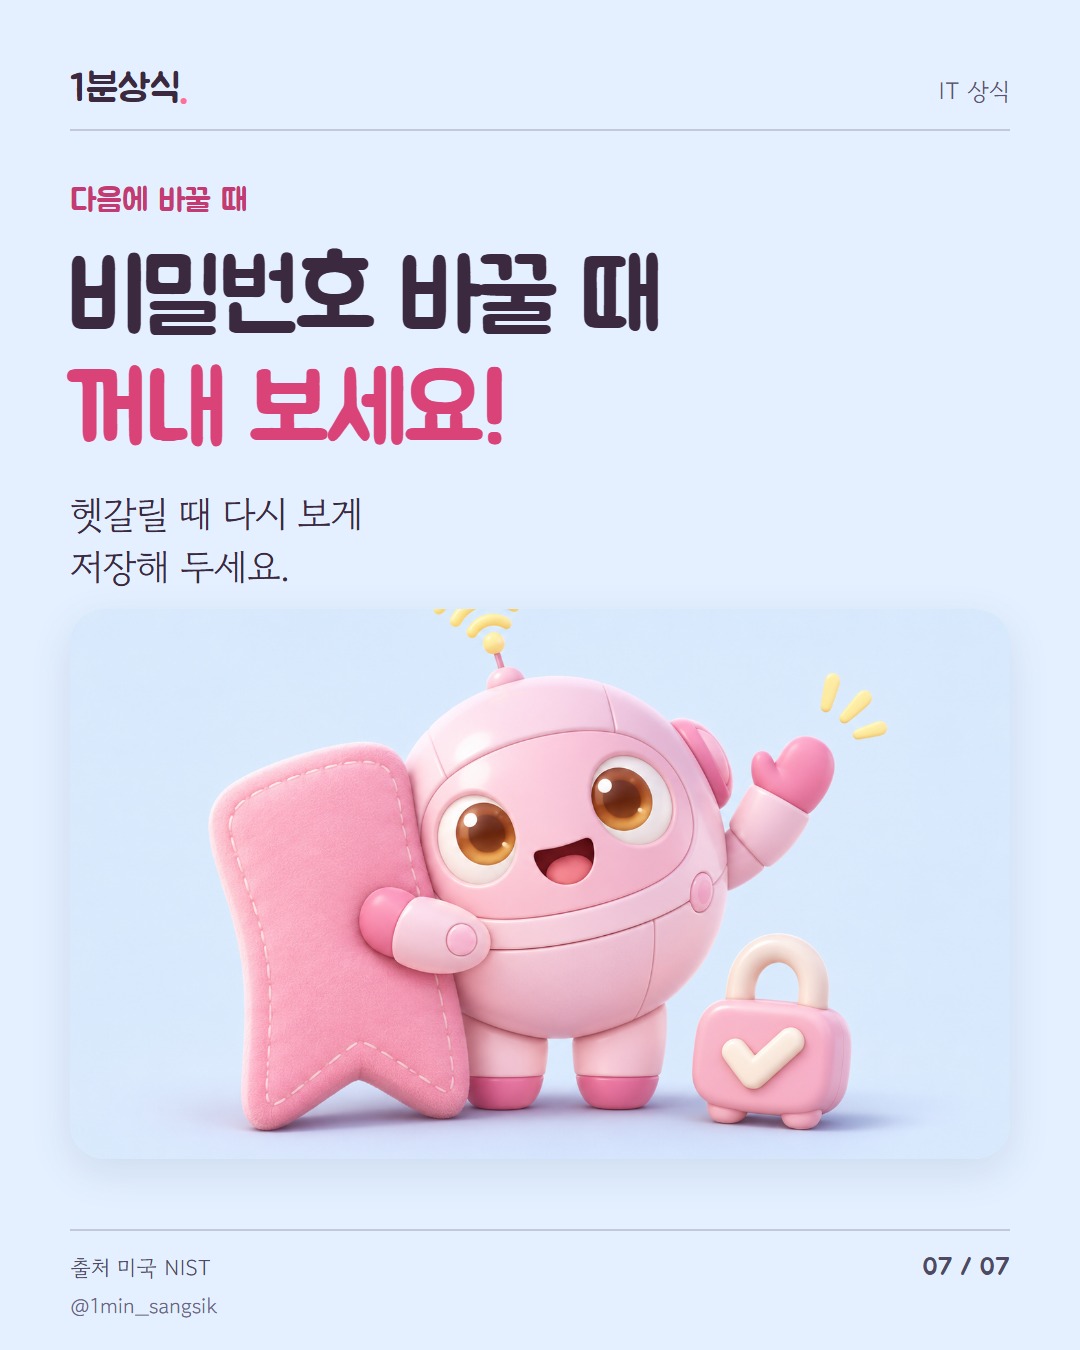 1분상식.
IT 상식
다음에 바꿀 때
비밀번호 바꿀 때
꺼내 보세요!
헷갈릴 때 다시 보게
저장해 두세요.
출처 미국 NIST
07 / 07
@1min_sangsik